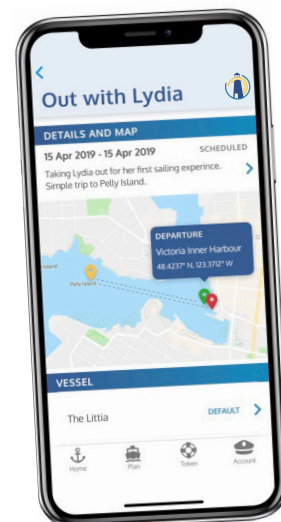 Out with Lydia
DETAILS AND MAP
15 Apr 2019 - 15 Apr 2019 SCHEDULED
Taking Lydia out for her first sailing experince.
Simple trip to Pelly Island.
DEPARTURE
Victoria Inner Harbour
48.4237° N, 123.3712° W
Pelly Island
VESSEL
The Littia DEFAULT
Home Plan Token Account